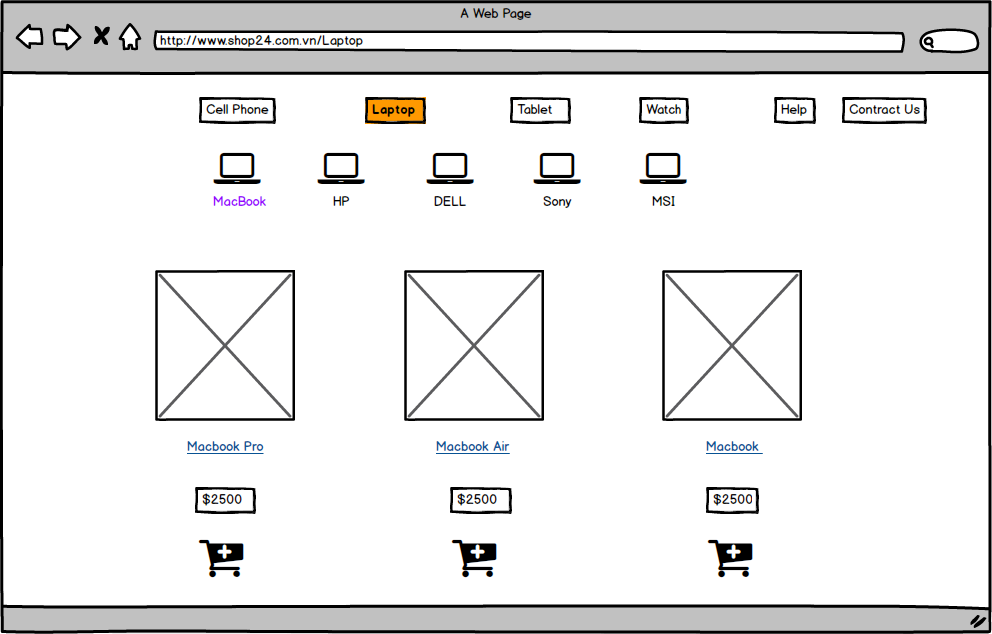 A Web Page
http://www.shop24.com.vn/Laptop
Cell Phone Laptop Tablet Watch Help Contract Us
MacBook HP DELL Sony MSI
Macbook Pro Macbook Air Macbook
$2500 $2500 $2500